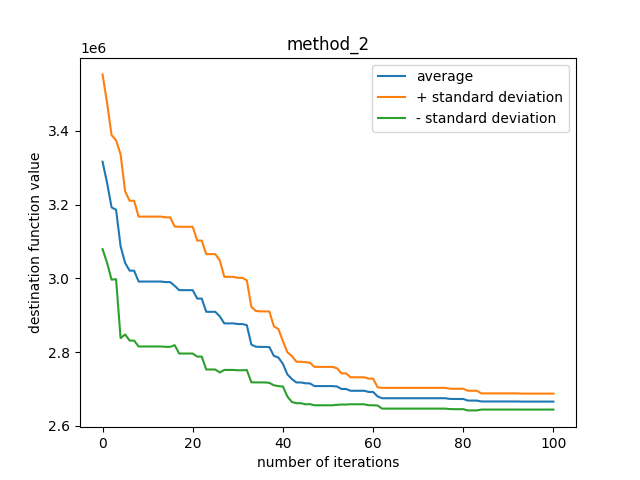 method_2
1e6
average
+ standard deviation
- standard deviation
3.4
3.2
3.0
2.8
2.6
destination function value
0
20
40
60
80
100
number of iterations